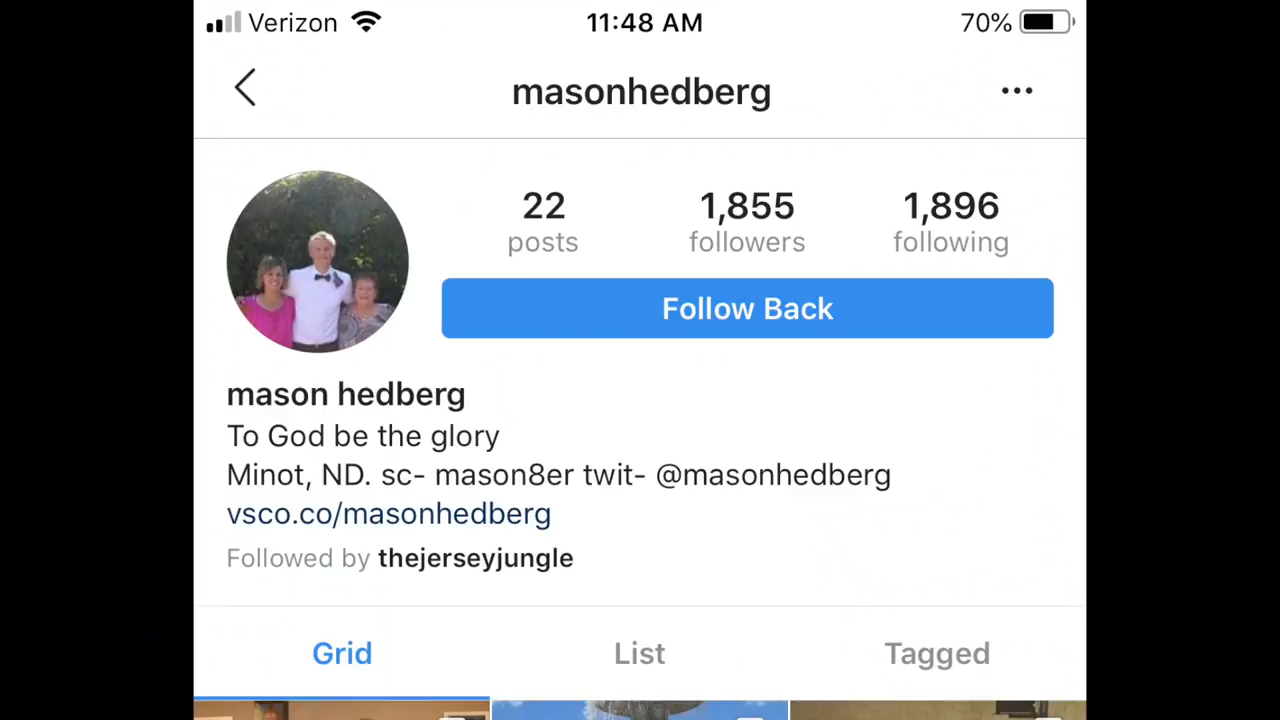 Verizon 11:48 AM 70%
masonhedberg
22 1,855 1,896
posts followers following
Follow Back
mason hedberg
To God be the glory
Minot, ND. sc- mason8er twit- @masonhedberg
vsco.co/masonhedberg
Followed by thejerseyjungle
Grid List Tagged